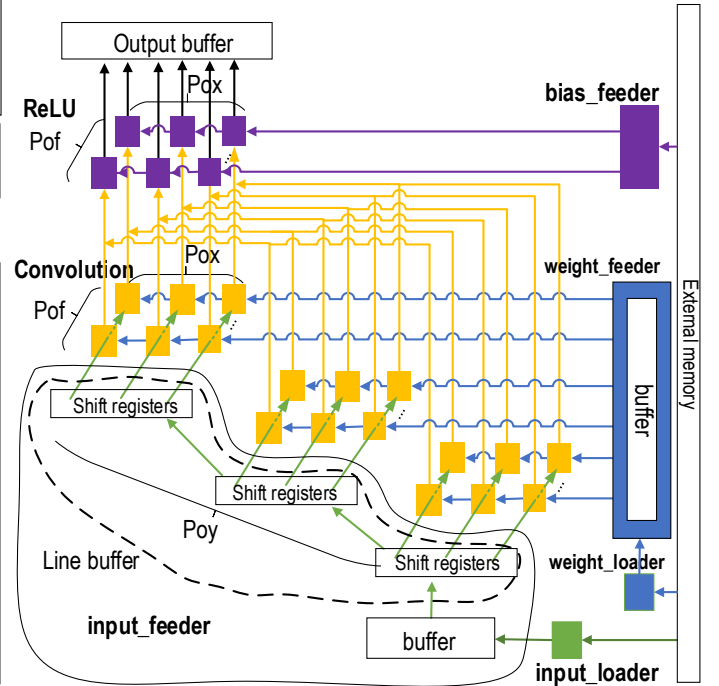 Output buffer
Pox
ReLU
bias_feeder
Pof
Pox
Convolution
weight_feeder
Pof
External memory
buffer
Shift registers
Shift registers
Poy
Line buffer
Shift registers
weight_loader
input_feeder
buffer
input_loader